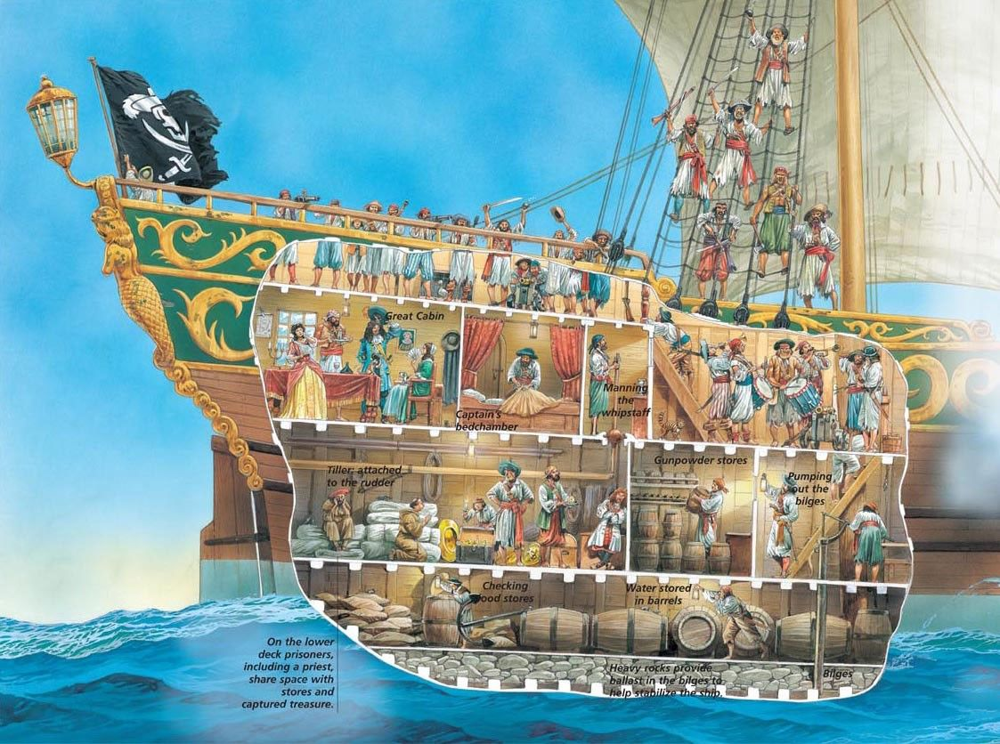 Great Cabin
Captain's
bedchamber
Manning
the
whipstaff
Tiller: attached
to the rudder
Gunpowder stores
Pumping
out the
bilges
Checking
food stores
Water stored
in barrels
On the lower
deck prisoners,
including a priest,
share space with
stores and
captured treasure.
Heavy rocks provide
ballast in the bilges to
help stabilize the ship.
Bilges